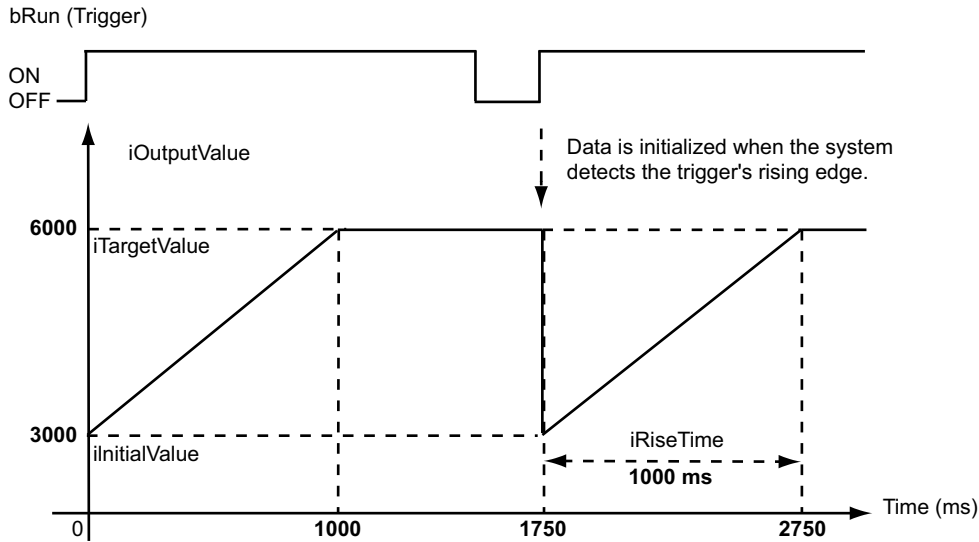 bRun (Trigger)
ON
OFF
iOutputValue
Data is initialized when the system
detects the trigger's rising edge.
6000
iTargetValue
3000
iInitialValue
iRiseTime
1000 ms
Time (ms)
0
1000
1750
2750